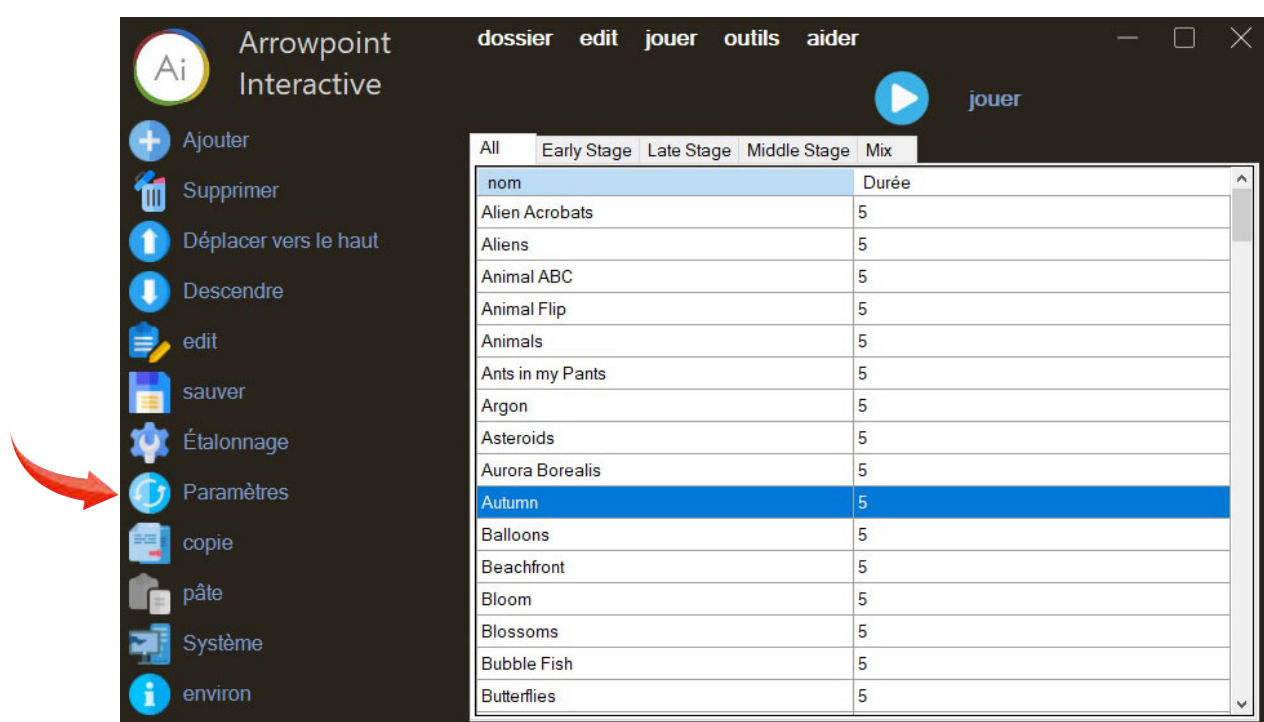 Ai
Arrowpoint
Interactive
dossier edit jouer outils aider
jouer
Ajouter
Supprimer
Déplacer vers le haut
Descendre
edit
sauver
Étalonnage
Paramètres
copie
pâte
Système
environ
All Early Stage Late Stage Middle Stage Mix
nom Durée
Alien Acrobats 5
Aliens 5
Animal ABC 5
Animal Flip 5
Animals 5
Ants in my Pants 5
Argon 5
Asteroids 5
Aurora Borealis 5
Autumn 5
Balloons 5
Beachfront 5
Bloom 5
Blossoms 5
Bubble Fish 5
Butterflies 5